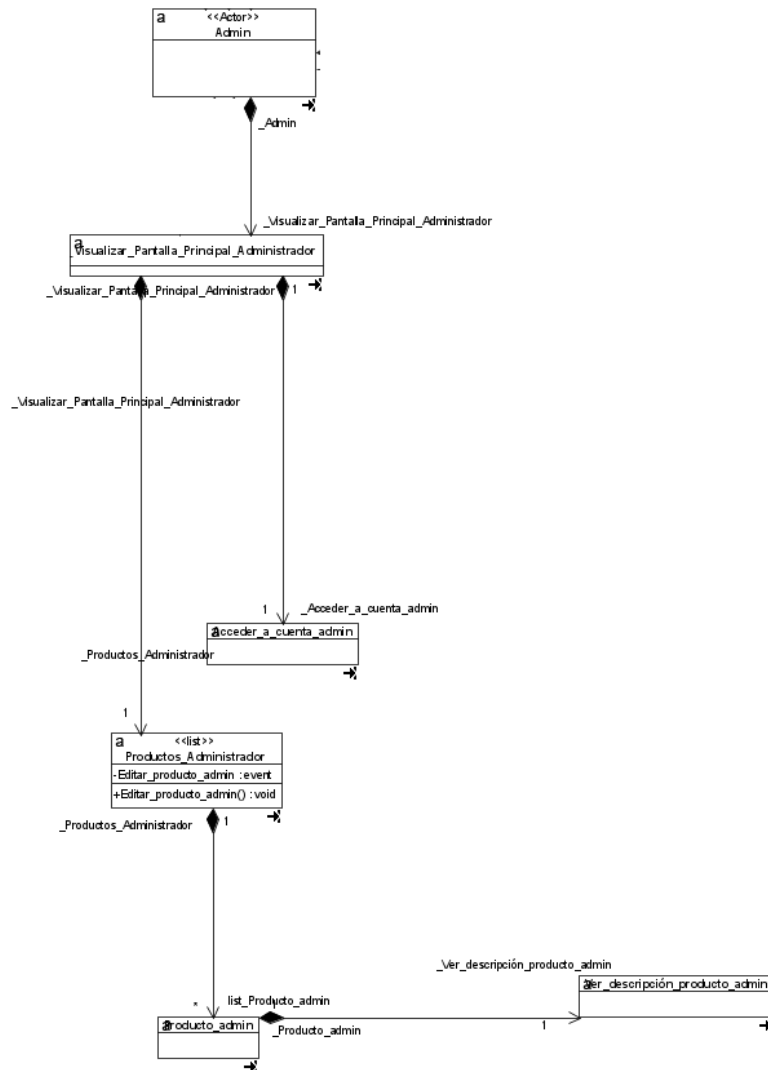 a
<<Actor>>
Admin
_Admin
_Visualizar_Pantalla_Principal_Administrador
a
_Visualizar_Pantalla_Principal_Administrador
_Visualizar_Pantalla_Principal_Administrador
1
_Visualizar_Pantalla_Principal_Administrador
1
_Acceder_a_cuenta_admin
a
Acceder_a_cuenta_admin
_Productos_Administrador
1
a
<<list>>
Productos_Administrador
-Editar_producto_admin : event
+Editar_producto_admin() : void
_Productos_Administrador
1
_Ver_descripción_producto_admin
a
Ver_descripción_producto_admin
*
list_Producto_admin
a
Producto_admin
_Producto_admin
1